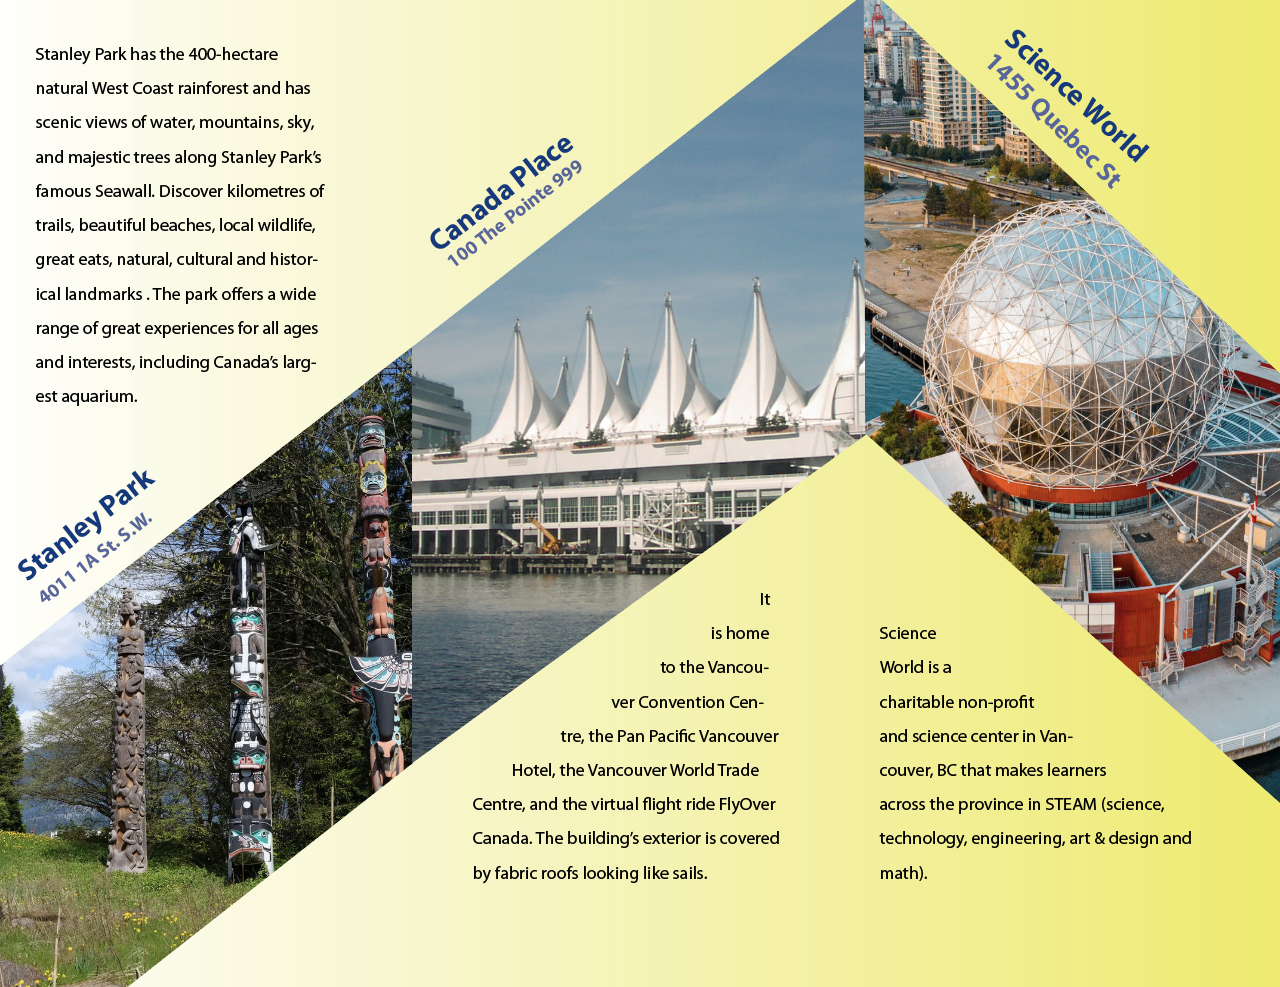 Stanley Park has the 400-hectare
natural West Coast rainforest and has
scenic views of water, mountains, sky,
and majestic trees along Stanley Park’s
famous Seawall. Discover kilometres of
trails, beautiful beaches, local wildlife,
great eats, natural, cultural and histor-
ical landmarks . The park offers a wide
range of great experiences for all ages
and interests, including Canada’s larg-
est aquarium.
Stanley Park
4011 1A St. S.W.
Canada Place
100 The Pointe 999
It
is home
to the Vancou-
ver Convention Cen-
tre, the Pan Pacific Vancouver
Hotel, the Vancouver World Trade
Centre, and the virtual flight ride FlyOver
Canada. The building’s exterior is covered
by fabric roofs looking like sails.
Science World
1455 Quebec St
Science
World is a
charitable non-profit
and science center in Van-
couver, BC that makes learners
across the province in STEAM (science,
technology, engineering, art & design and
math).